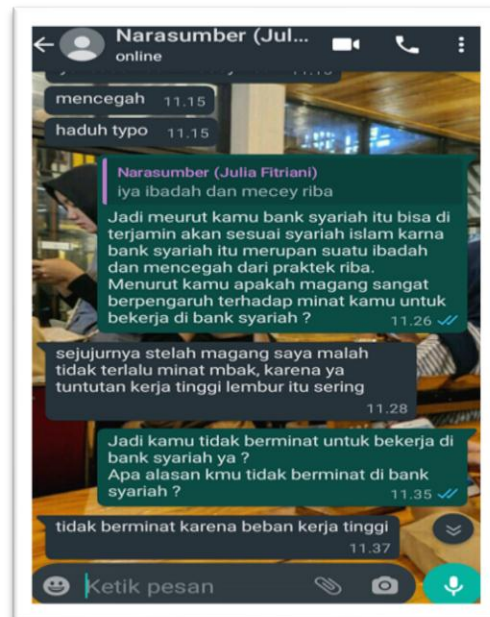 Narasumber (Jul...
online
mencegah 11.15
haduh typo 11.15
Narasumber (Julia Fitriani)
iya ibadah dan mecey riba
Jadi meurut kamu bank syariah itu bisa di
terjamin akan sesuai syariah islam karna
bank syariah itu merupan suatu ibadah
dan mencegah dari praktek riba.
Menurut kamu apakah magang sangat
berpengaruh terhadap minat kamu untuk
bekerja di bank syariah ? 11.26
sejujurnya stelah magang saya malah
tidak terlalu minat mbak, karena ya
tuntutan kerja tinggi lembur itu sering
11.28
Jadi kamu tidak berminat untuk bekerja di
bank syariah ya ?
Apa alasan kmu tidak berminat di bank
syariah ? 11.35
tidak berminat karena beban kerja tinggi
11.37
Ketik pesan